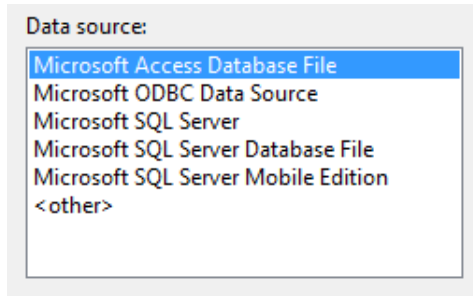 Data source:
Microsoft Access Database File
Microsoft ODBC Data Source
Microsoft SQL Server
Microsoft SQL Server Database File
Microsoft SQL Server Mobile Edition
<other>